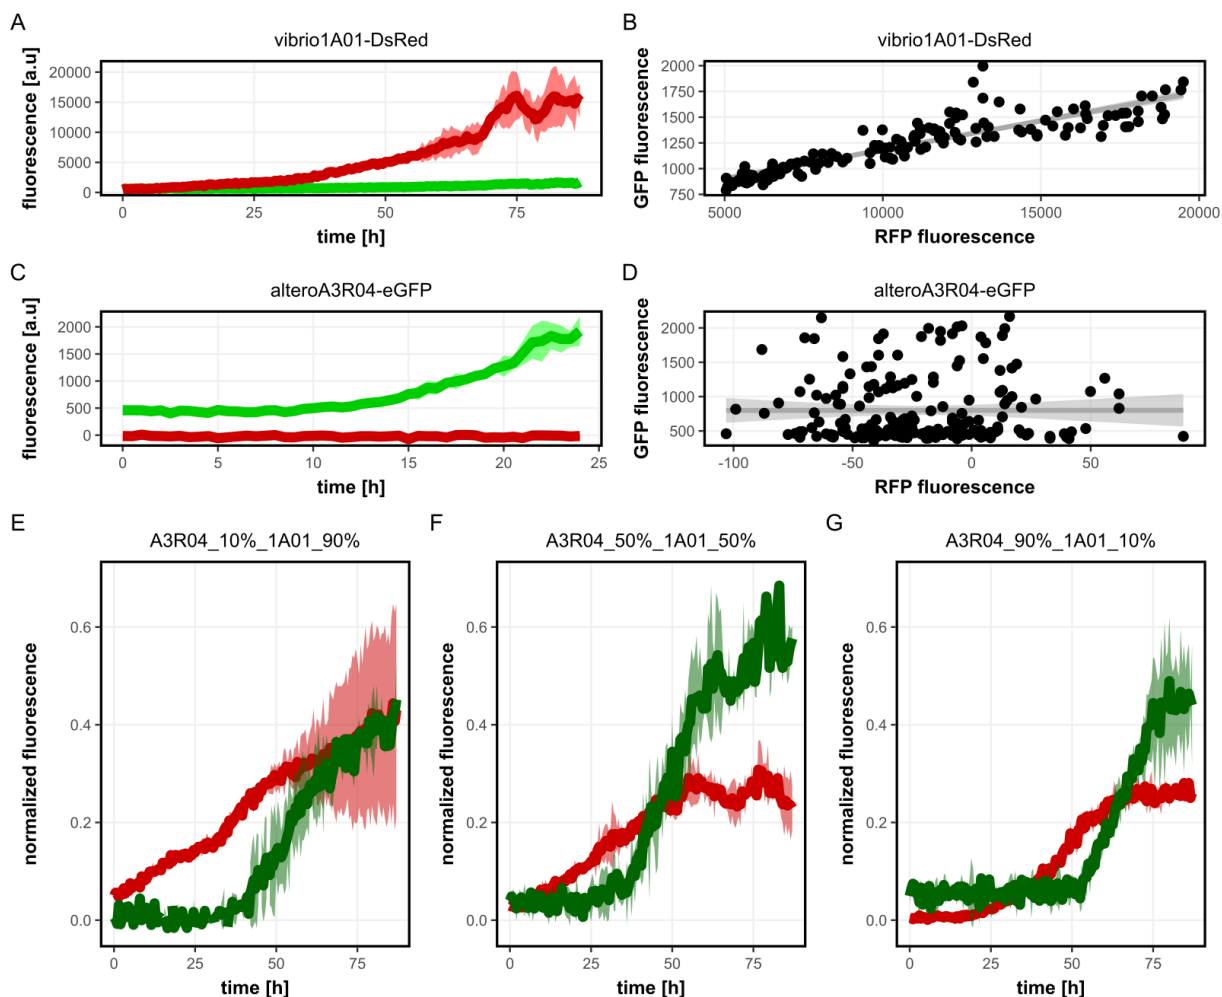 A
vibrio1A01-DsRed
fluorescence [a.u]
20000
15000
10000
5000
0
0 25 50 75
time [h]
B
vibrio1A01-DsRed
GFP fluorescence
2000
1750
1500
1250
1000
750
5000 10000 15000 20000
RFP fluorescence
C
alteroA3R04-eGFP
fluorescence [a.u]
2000
1500
1000
500
0
0 5 10 15 20 25
time [h]
D
alteroA3R04-eGFP
GFP fluorescence
2000
1500
1000
500
-100 -50 0 50
RFP fluorescence
E
A3R04_10%_1A01_90%
normalized fluorescence
0.6
0.4
0.2
0.0
0 25 50 75
time [h]
F
A3R04_50%_1A01_50%
normalized fluorescence
0.6
0.4
0.2
0.0
0 25 50 75
time [h]
G
A3R04_90%_1A01_10%
normalized fluorescence
0.6
0.4
0.2
0.0
0 25 50 75
time [h]